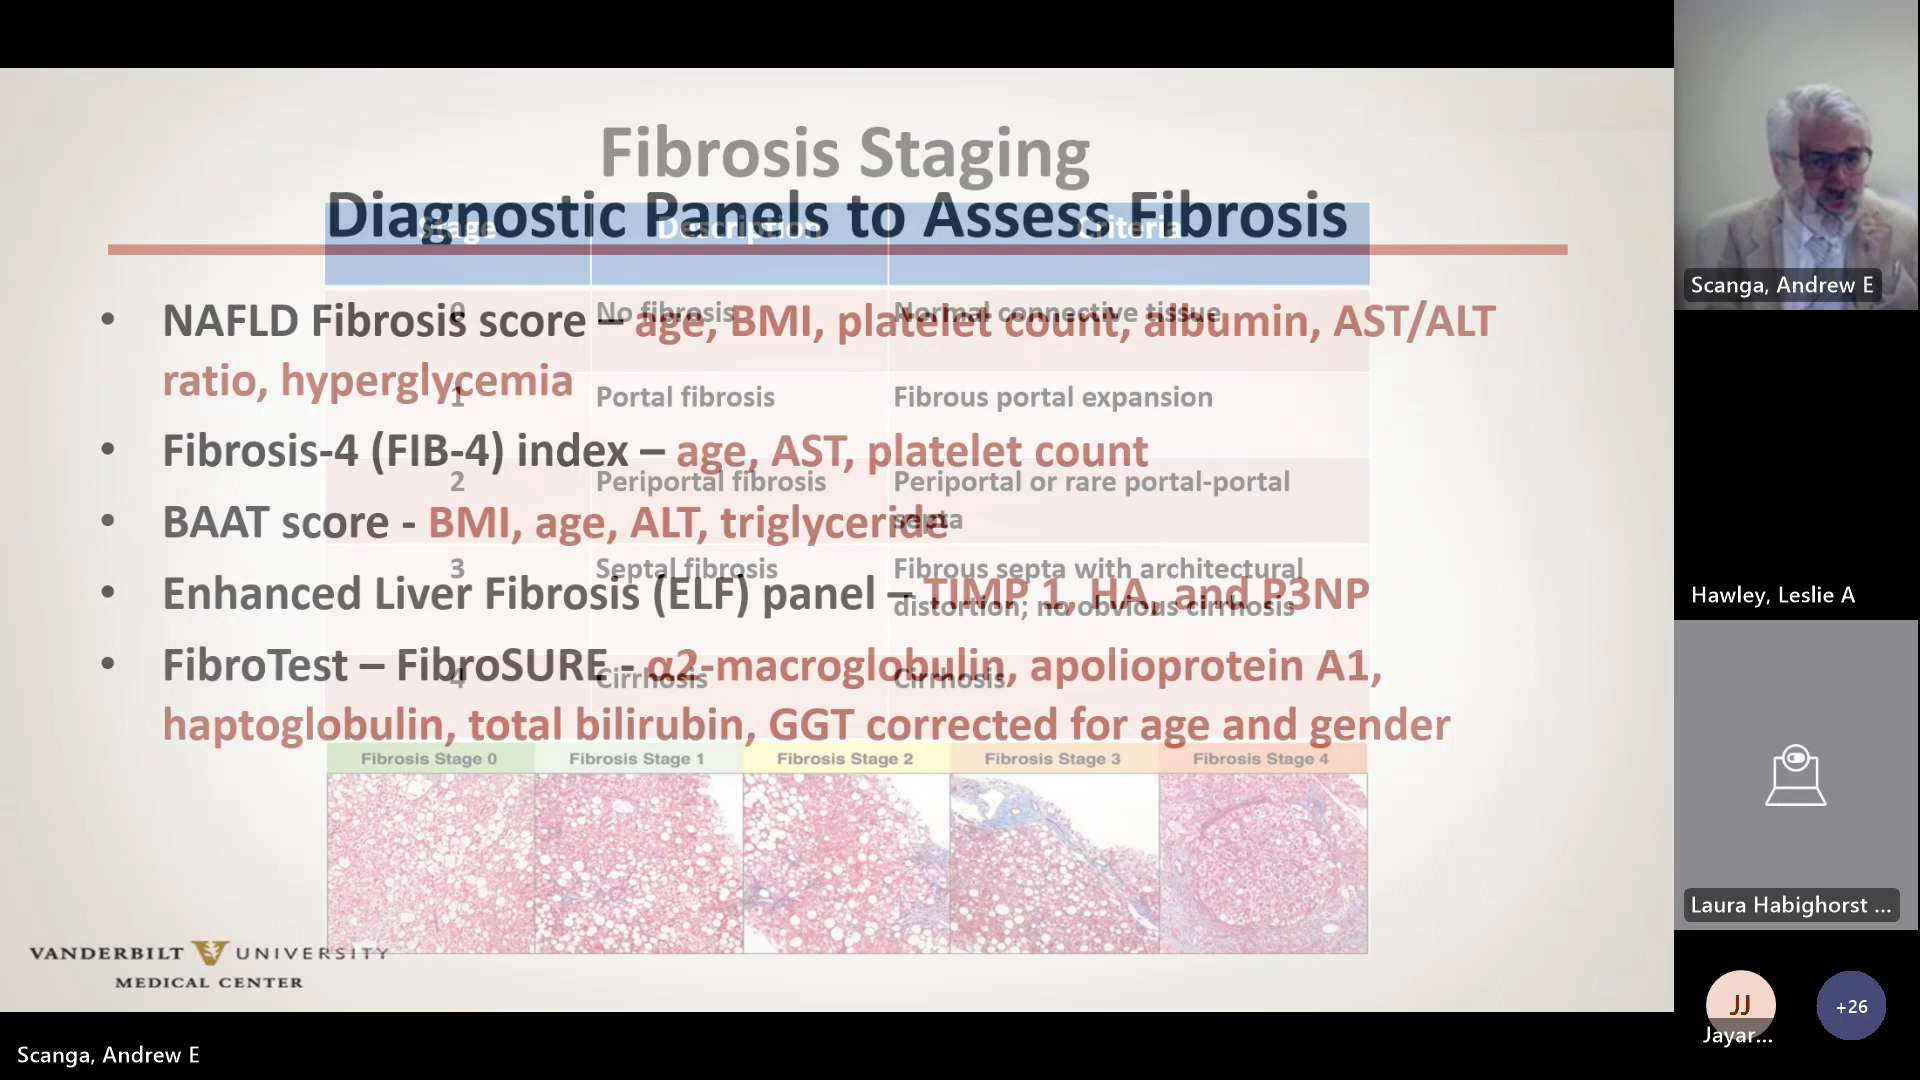 Fibrosis Staging
Diagnostic Panels to Assess Fibrosis
Stage Description Criteria
• NAFLD Fibrosis score – age, BMI, platelet count, albumin, AST/ALT
ratio, hyperglycemia
• Fibrosis-4 (FIB-4) index – age, AST, platelet count
• BAAT score - BMI, age, ALT, triglyceride
• Enhanced Liver Fibrosis (ELF) panel – TIMP 1, HA, and P3NP
• FibroTest – FibroSURE - α2-macroglobulin, apolioprotein A1,
haptoglobulin, total bilirubin, GGT corrected for age and gender
0 No fibrosis Normal connective tissue
1 Portal fibrosis Fibrous portal expansion
2 Periportal fibrosis Periportal or rare portal-portal
septa
3 Septal fibrosis Fibrous septa with architectural
distortion; no obvious cirrhosis
4 Cirrhosis Cirrhosis
Fibrosis Stage 0 Fibrosis Stage 1 Fibrosis Stage 2 Fibrosis Stage 3 Fibrosis Stage 4
VANDERBILT UNIVERSITY
MEDICAL CENTER
Scanga, Andrew E
Scanga, Andrew E
Hawley, Leslie A
Laura Habighorst ...
JJ
Jayar...
+26